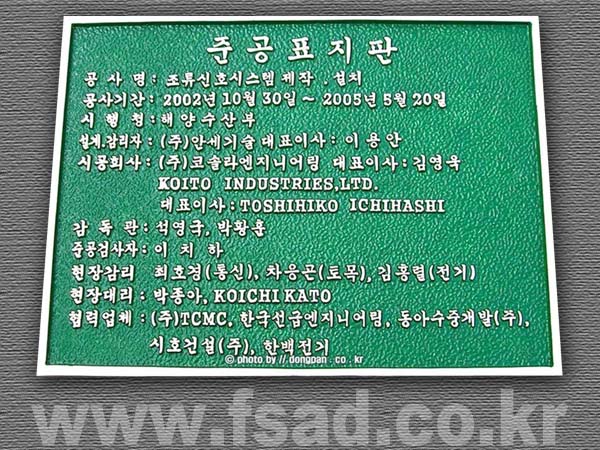 준공표지판
공 사 명 : 조류신호시스템 제작 . 설치
공사기간 : 2002년 10월 30일 ~ 2005년 5월 20일
시 행 청 : 해양수산부
설계.감리자 : (주)안세기술 대표이사 : 이 용 안
시공회사 : (주)코솔라엔지니어링 대표이사 : 김영욱
KOITO INDUSTRIES,LTD.
대표이사 : TOSHIHIKO ICHIHASHI
감 독 관 : 석영국, 박황훈
준공검사자 : 이 치 하
현장감리 최호경(통신), 차응곤(토목), 김홍렬(전기)
현장대리 : 박종아, KOICHI KATO
협력업체 : (주)TCMC, 한국선급엔지니어링, 동아수중개발(주),
시호건설(주), 한백전기
© photo by // dongpan . co . kr
www.fsad.co.kr